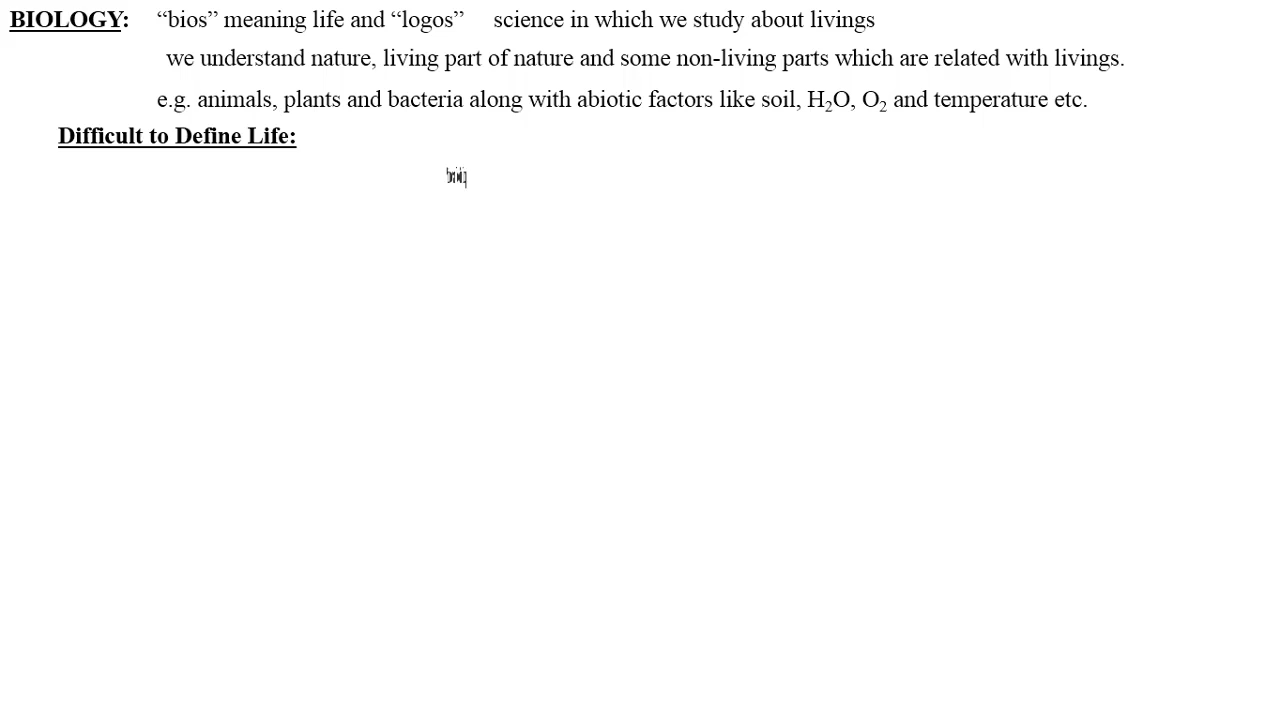 BIOLOGY: “bios” meaning life and “logos” science in which we study about livings
we understand nature, living part of nature and some non-living parts which are related with livings.
e.g. animals, plants and bacteria along with abiotic factors like soil, H₂O, O₂ and temperature etc.
Difficult to Define Life: